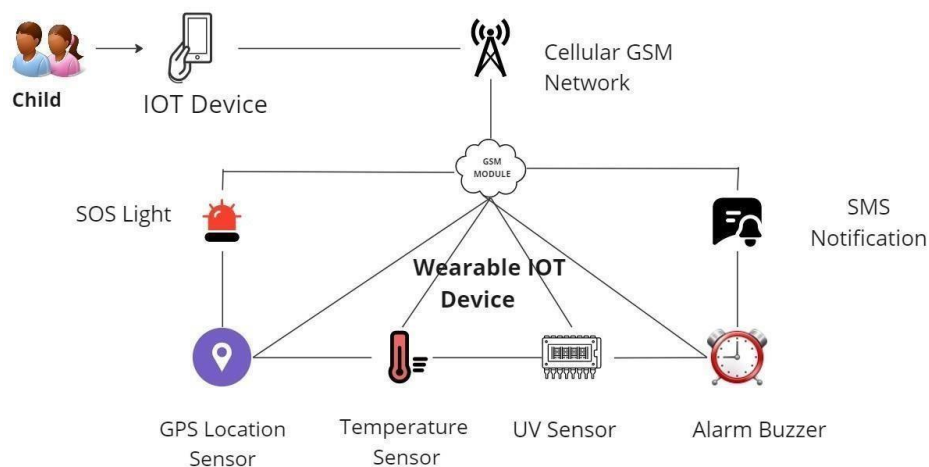 Child
IOT Device
Cellular GSM
Network
GSM
MODULE
SOS Light
SMS
Notification
Wearable IOT
Device
GPS Location
Sensor
Temperature
Sensor
UV Sensor
Alarm Buzzer